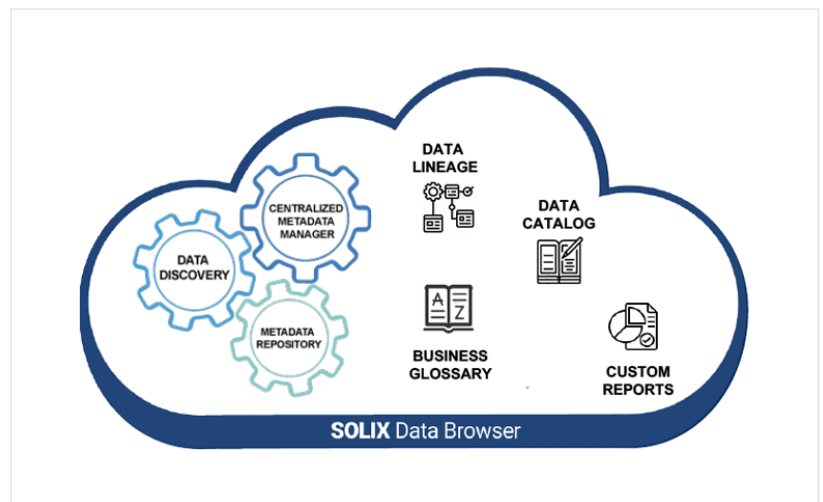 DATA
LINEAGE
CENTRALIZED
METADATA
MANAGER
DATA
CATALOG
DATA
DISCOVERY
A
Z
METADATA
REPOSITORY
BUSINESS
GLOSSARY
CUSTOM
REPORTS
SOLIX Data Browser